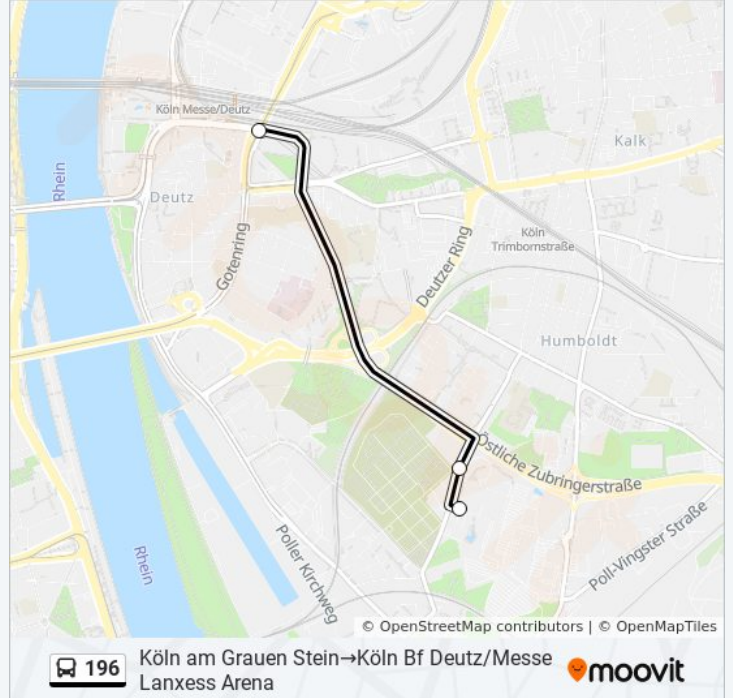 Köln Messe/Deutz
Kalk
Rhein
Deutz
Köln
Trimbornstraße
Gotenring
Deutzer Ring
Humboldt
Östliche Zubringerstraße
Poll-Vingster Straße
Poller Kirchweg
Rhein
© OpenStreetMap contributors | © OpenMapTiles
196
Köln am Grauen Stein→Köln Bf Deutz/Messe
Lanxess Arena
moovit